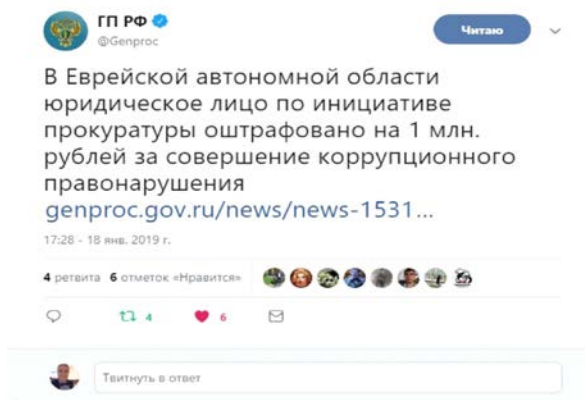 ГП РФ
@Genproc
Читаю
В Еврейской автономной области
юридическое лицо по инициативе
прокуратуры оштрафовано на 1 млн.
рублей за совершение коррупционного
правонарушения
genproc.gov.ru/news/news-1531...
17:28 - 18 янв. 2019 г.
4 ретвита 6 отметок «Нравится»
4 6
Твитнуть в ответ